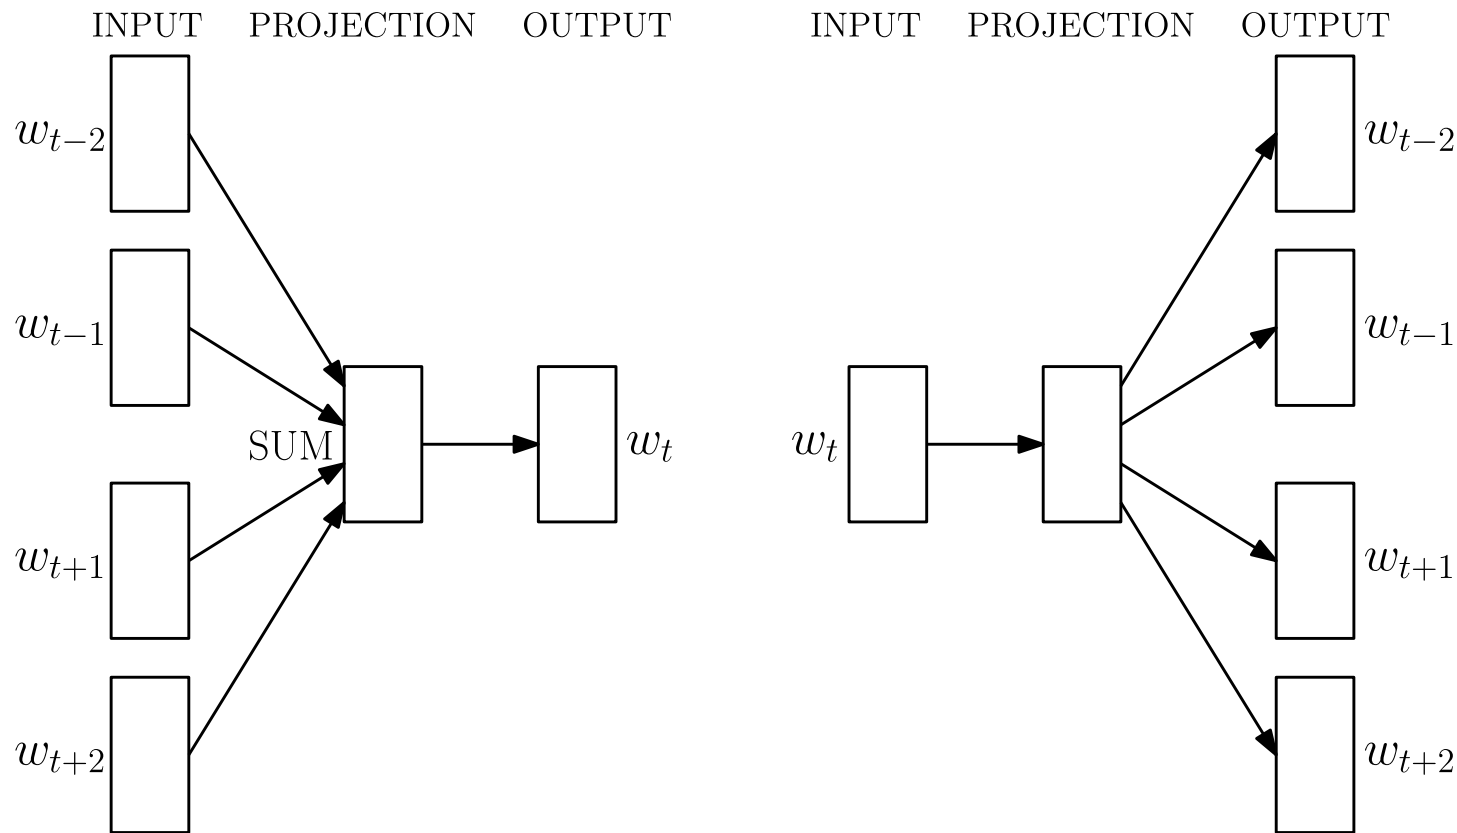 INPUT PROJECTION OUTPUT INPUT PROJECTION OUTPUT
w_{t−2} w_{t−2}
w_{t−1} w_{t−1}
SUM w_t w_t
w_{t+1} w_{t+1}
w_{t+2} w_{t+2}